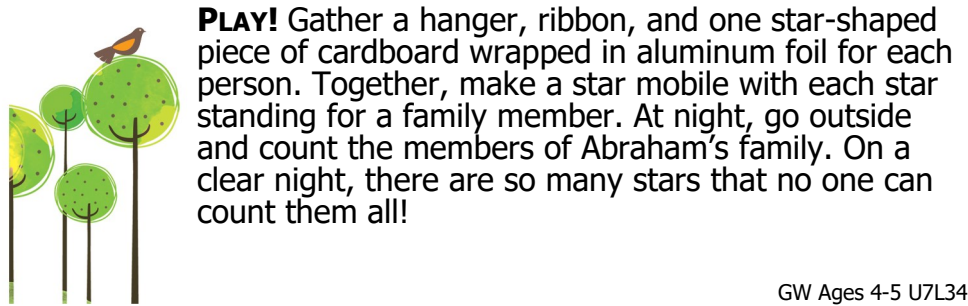 PLAY! Gather a hanger, ribbon, and one star-shaped
piece of cardboard wrapped in aluminum foil for each
person. Together, make a star mobile with each star
standing for a family member. At night, go outside
and count the members of Abraham’s family. On a
clear night, there are so many stars that no one can
count them all!
GW Ages 4-5 U7L34